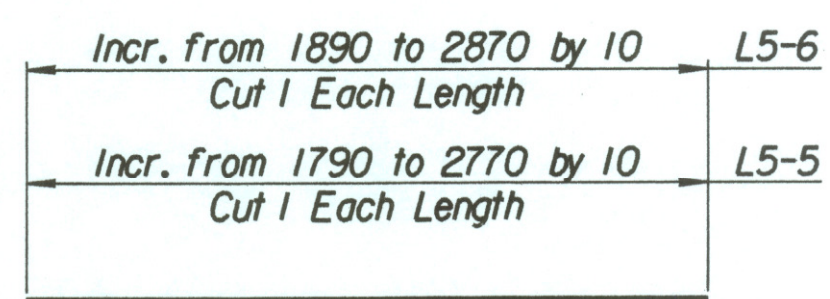 Incr. from 1890 to 2870 by 10 L5-6
Cut 1 Each Length
Incr. from 1790 to 2770 by 10 L5-5
Cut 1 Each Length